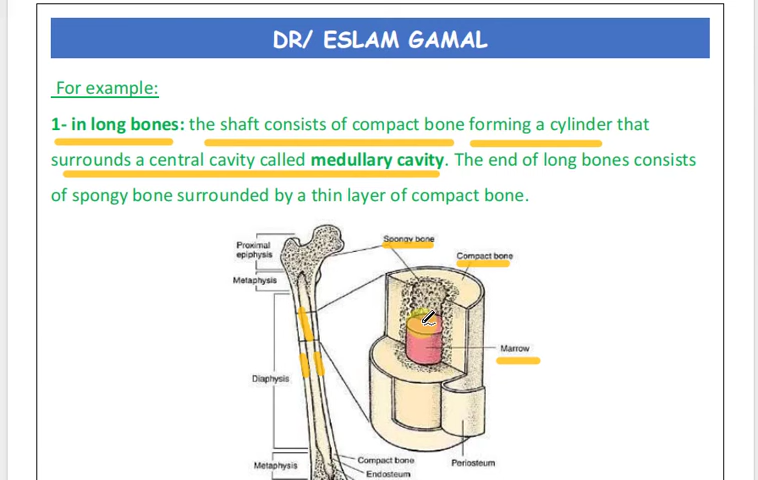 DR/ ESLAM GAMAL
For example:
1- in long bones: the shaft consists of compact bone forming a cylinder that
surrounds a central cavity called medullary cavity. The end of long bones consists
of spongy bone surrounded by a thin layer of compact bone.
Proximal
epiphysis
Spongy bone
Compact bone
Metaphysis
Marrow
Diaphysis
Compact bone
Periosteum
Metaphysis
Endosteum